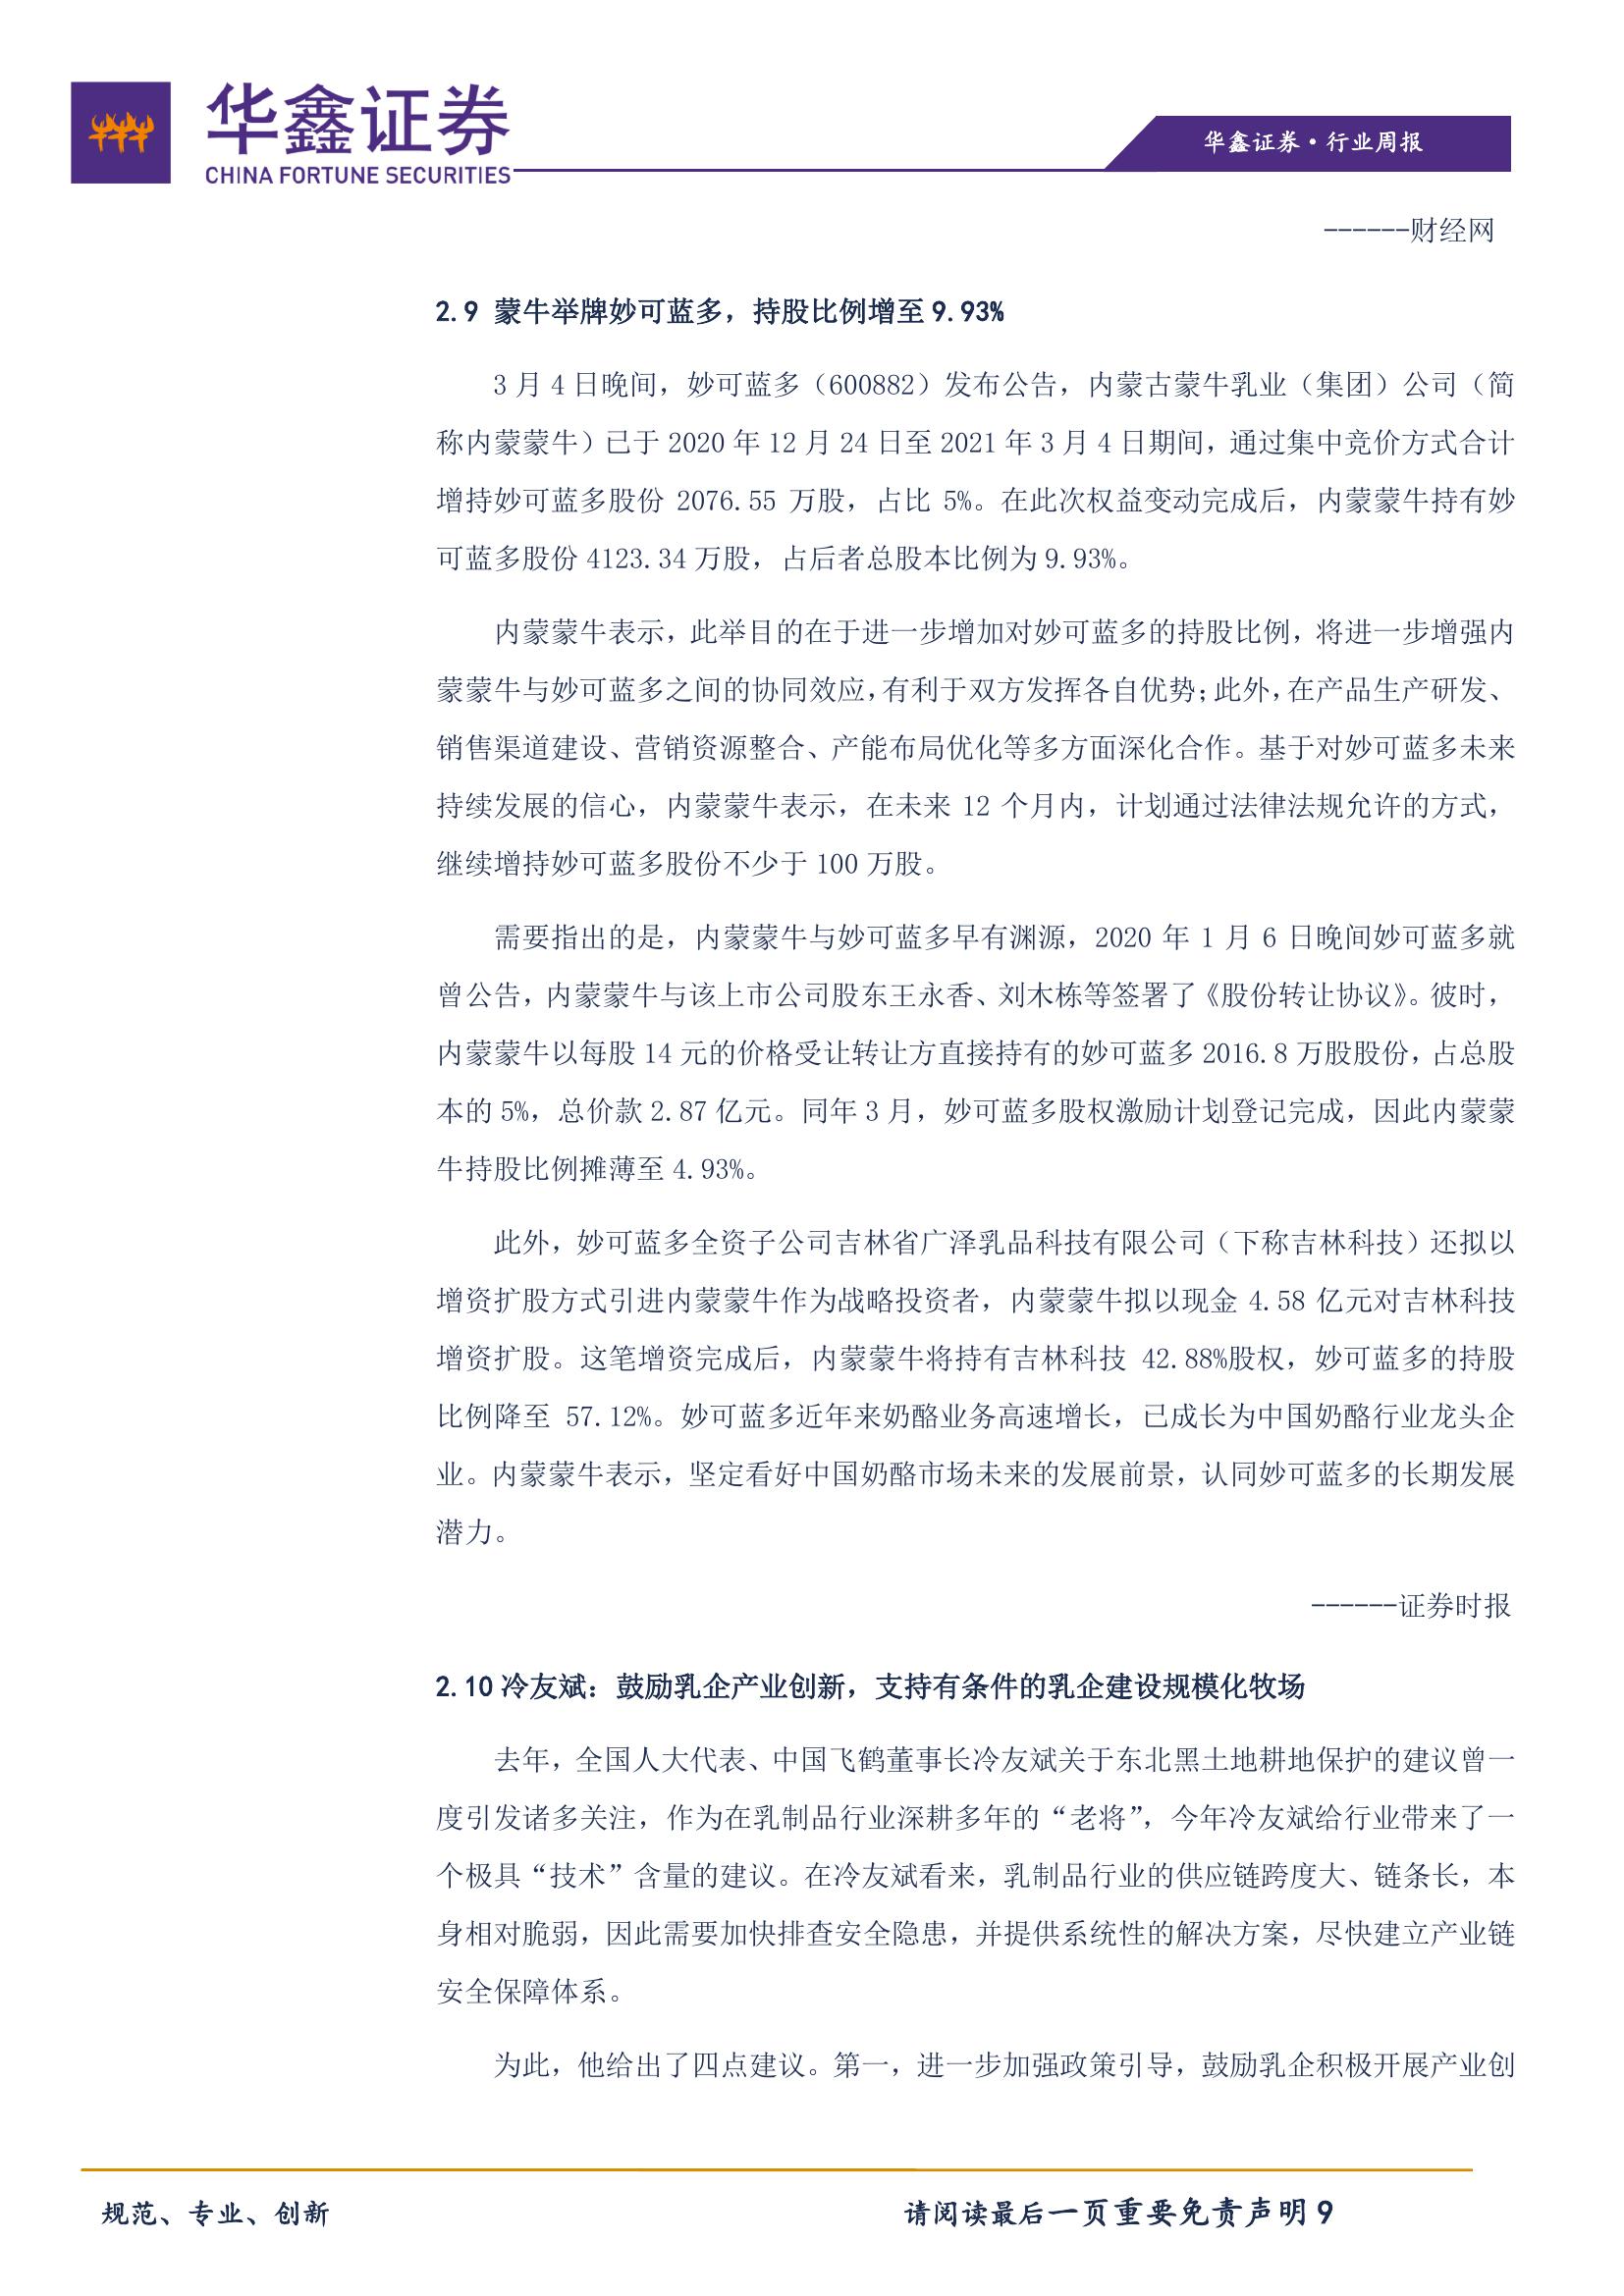 华鑫证券
CHINA FORTUNE SECURITIES
华鑫证券·行业周报
------财经网
2.9 蒙牛举牌妙可蓝多，持股比例增至 9.93%
3 月 4 日晚间，妙可蓝多（600882）发布公告，内蒙古蒙牛乳业（集团）公司（简
称内蒙蒙牛）已于 2020 年 12 月 24 日至 2021 年 3 月 4 日期间，通过集中竞价方式合计
增持妙可蓝多股份 2076.55 万股，占比 5%。在此次权益变动完成后，内蒙蒙牛持有妙
可蓝多股份 4123.34 万股，占后者总股本比例为 9.93%。
内蒙蒙牛表示，此举目的在于进一步增加对妙可蓝多的持股比例，将进一步增强内
蒙蒙牛与妙可蓝多之间的协同效应，有利于双方发挥各自优势；此外，在产品生产研发、
销售渠道建设、营销资源整合、产能布局优化等多方面深化合作。基于对妙可蓝多未来
持续发展的信心，内蒙蒙牛表示，在未来 12 个月内，计划通过法律法规允许的方式，
继续增持妙可蓝多股份不少于 100 万股。
需要指出的是，内蒙蒙牛与妙可蓝多早有渊源，2020 年 1 月 6 日晚间妙可蓝多就
曾公告，内蒙蒙牛与该上市公司股东王永香、刘木栋等签署了《股份转让协议》。彼时，
内蒙蒙牛以每股 14 元的价格受让转让方直接持有的妙可蓝多 2016.8 万股股份，占总股
本的 5%，总价款 2.87 亿元。同年 3 月，妙可蓝多股权激励计划登记完成，因此内蒙蒙
牛持股比例摊薄至 4.93%。
此外，妙可蓝多全资子公司吉林省广泽乳品科技有限公司（下称吉林科技）还拟以
增资扩股方式引进内蒙蒙牛作为战略投资者，内蒙蒙牛拟以现金 4.58 亿元对吉林科技
增资扩股。这笔增资完成后，内蒙蒙牛将持有吉林科技 42.88%股权，妙可蓝多的持股
比例降至 57.12%。妙可蓝多近年来奶酪业务高速增长，已成长为中国奶酪行业龙头企
业。内蒙蒙牛表示，坚定看好中国奶酪市场未来的发展前景，认同妙可蓝多的长期发展
潜力。
------证券时报
2.10 冷友斌：鼓励乳企产业创新，支持有条件的乳企建设规模化牧场
去年，全国人大代表、中国飞鹤董事长冷友斌关于东北黑土地耕地保护的建议曾一
度引发诸多关注，作为在乳制品行业深耕多年的“老将”，今年冷友斌给行业带来了一
个极具“技术”含量的建议。在冷友斌看来，乳制品行业的供应链跨度大、链条长，本
身相对脆弱，因此需要加快排查安全隐患，并提供系统性的解决方案，尽快建立产业链
安全保障体系。
为此，他给出了四点建议。第一，进一步加强政策引导，鼓励乳企积极开展产业创
规范、专业、创新
请阅读最后一页重要免责声明 9